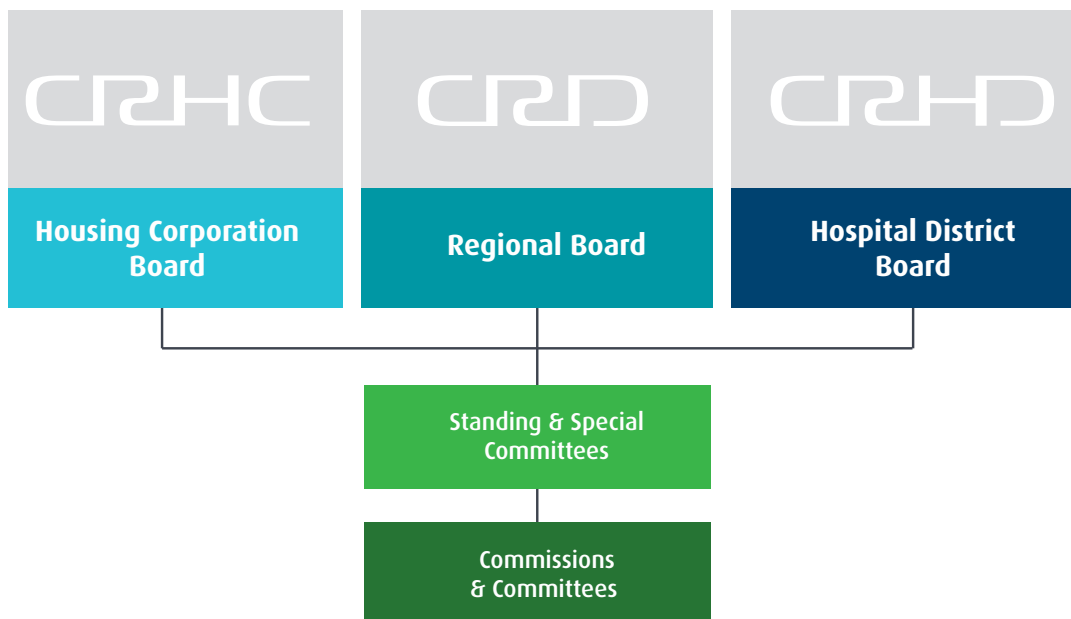 CRHC
CRD
CRHD
Housing Corporation
Board
Regional Board
Hospital District
Board
Standing & Special
Committees
Commissions
& Committees